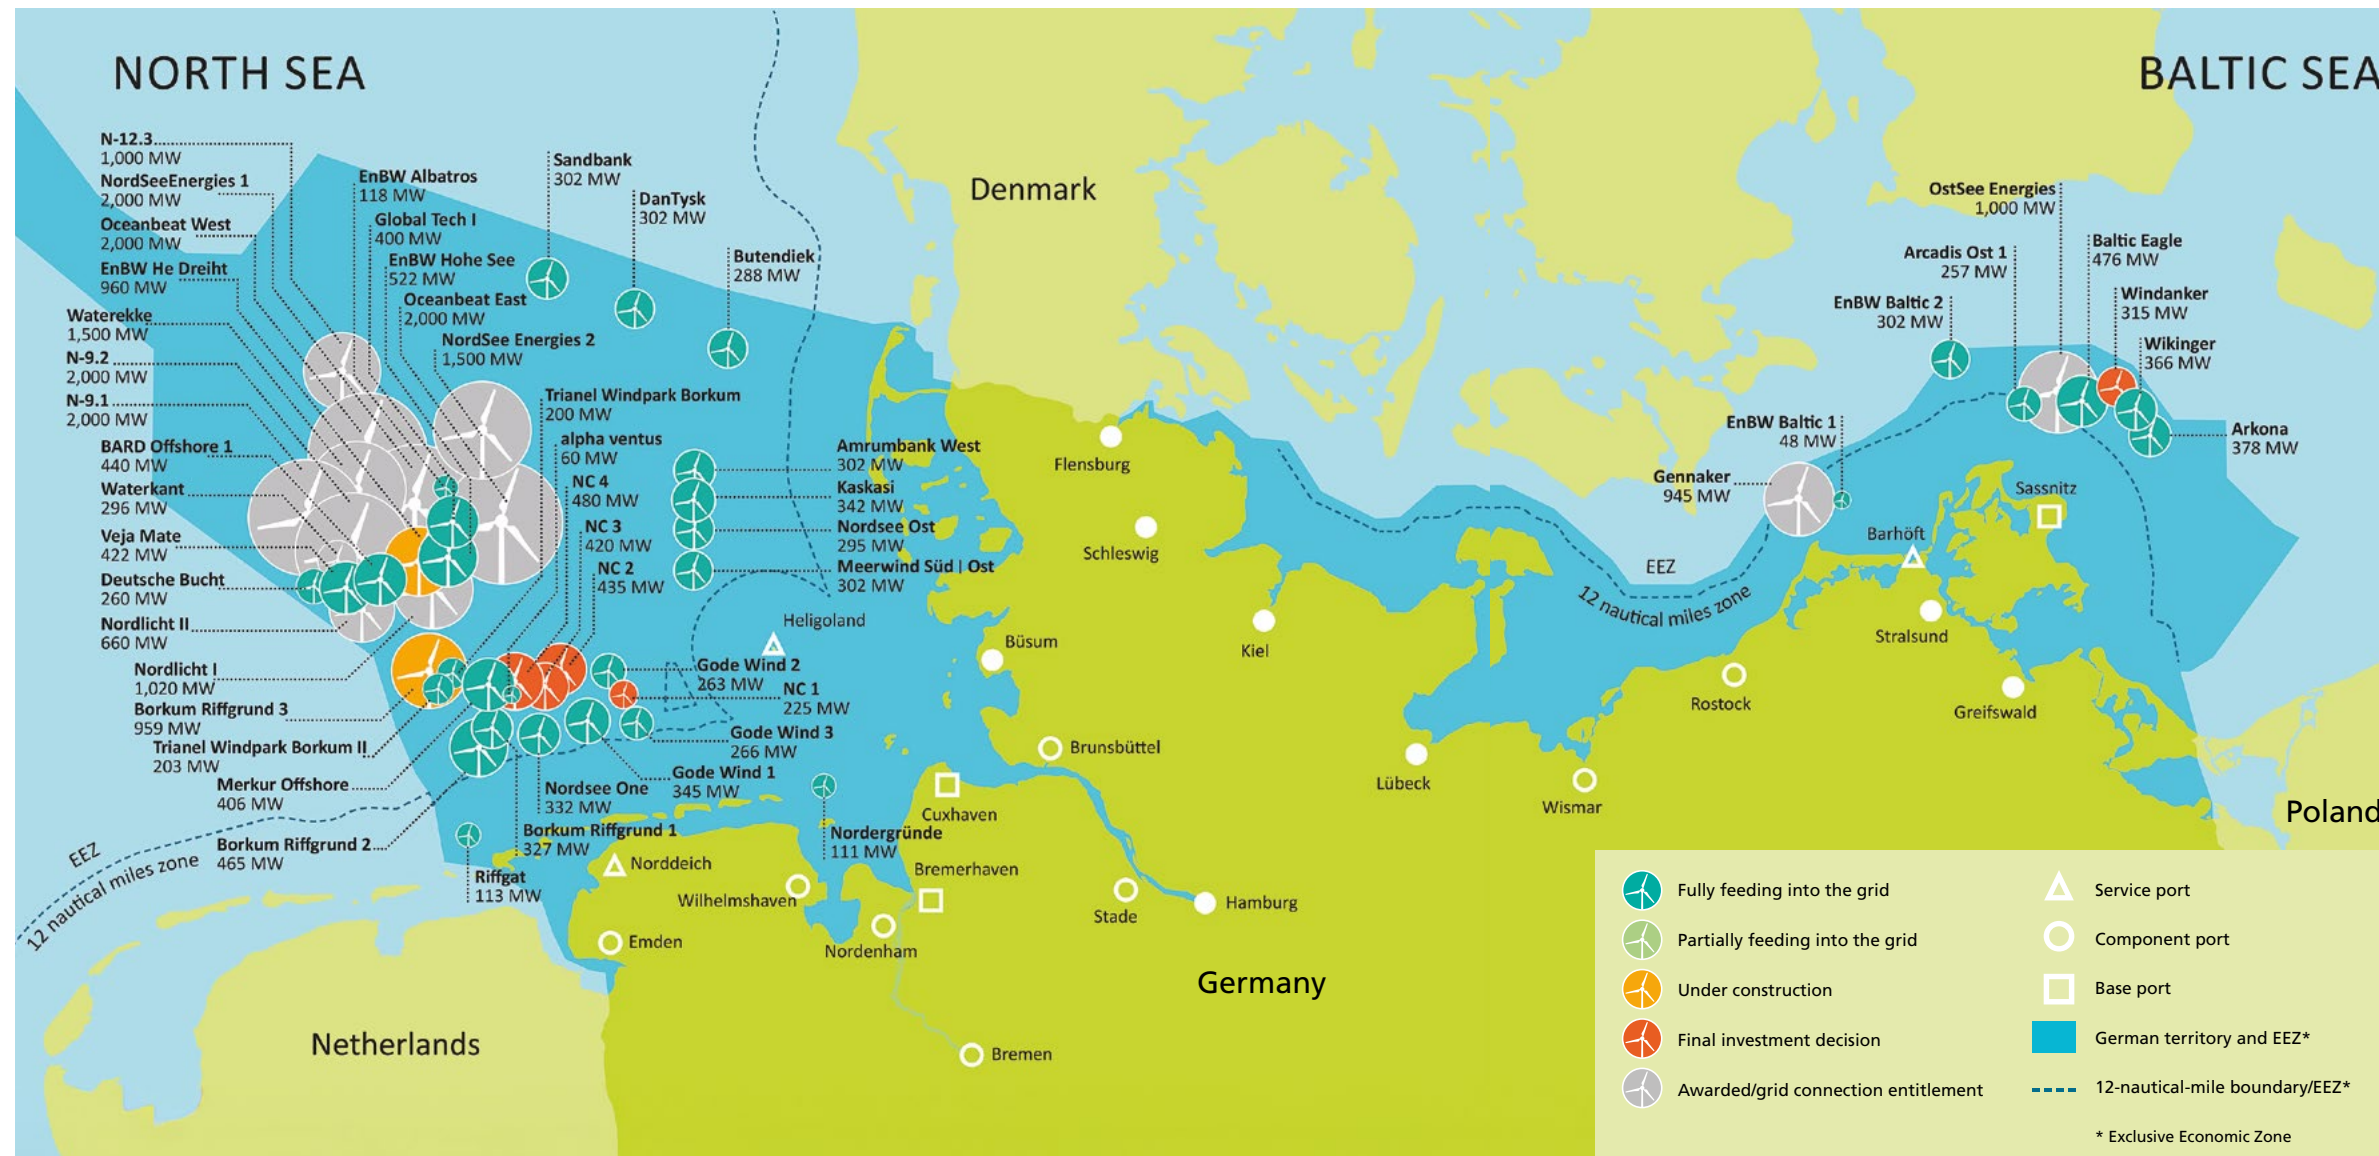 NORTH SEA
BALTIC SEA
N-12.3
1,000 MW
NordSeeEnergies 1
2,000 MW
Oceanbeat West
2,000 MW
EnBW He Dreiht
960 MW
Waterekke
1,500 MW
N-9.2
2,000 MW
N-9.1
2,000 MW
BARD Offshore 1
440 MW
Waterkant
296 MW
Veja Mate
422 MW
Deutsche Bucht
260 MW
Nordlicht II
660 MW
Nordlicht I
1,020 MW
Borkum Riffgrund 3
959 MW
Trianel Windpark Borkum II
203 MW
Merkur Offshore
406 MW
Borkum Riffgrund 2
465 MW
EnBW Albatros
118 MW
Global Tech I
400 MW
EnBW Hohe See
522 MW
Oceanbeat East
2,000 MW
NordSee Energies 2
1,500 MW
Sandbank
302 MW
DanTysk
302 MW
Butendiek
288 MW
Trianel Windpark Borkum
200 MW
alpha ventus
60 MW
NC 4
480 MW
NC 3
420 MW
NC 2
435 MW
Amrumbank West
302 MW
Kaskasi
342 MW
Nordsee Ost
295 MW
Meerwind Süd | Ost
302 MW
Heligoland
Gode Wind 2
263 MW
NC 1
225 MW
Gode Wind 3
266 MW
Gode Wind 1
345 MW
Nordsee One
332 MW
Borkum Riffgrund 1
327 MW
Riffgat
113 MW
Nordergründe
111 MW
EEZ
12 nautical miles zone
Denmark
Flensburg
Schleswig
Kiel
Büsum
Brunsbüttel
Cuxhaven
Bremerhaven
Norddeich
Wilhelmshaven
Emden
Nordenham
Stade
Hamburg
Bremen
Lübeck
Wismar
Rostock
Germany
Netherlands
Poland
OstSee Energies
1,000 MW
Arcadis Ost 1
257 MW
Baltic Eagle
476 MW
EnBW Baltic 2
302 MW
Windanker
315 MW
Wikinger
366 MW
Arkona
378 MW
EnBW Baltic 1
48 MW
Gennaker
945 MW
EEZ
12 nautical miles zone
Sassnitz
Barhöft
Stralsund
Greifswald
Fully feeding into the grid
Partially feeding into the grid
Under construction
Final investment decision
Awarded/grid connection entitlement
Service port
Component port
Base port
German territory and EEZ*
12-nautical-mile boundary/EEZ*
* Exclusive Economic Zone